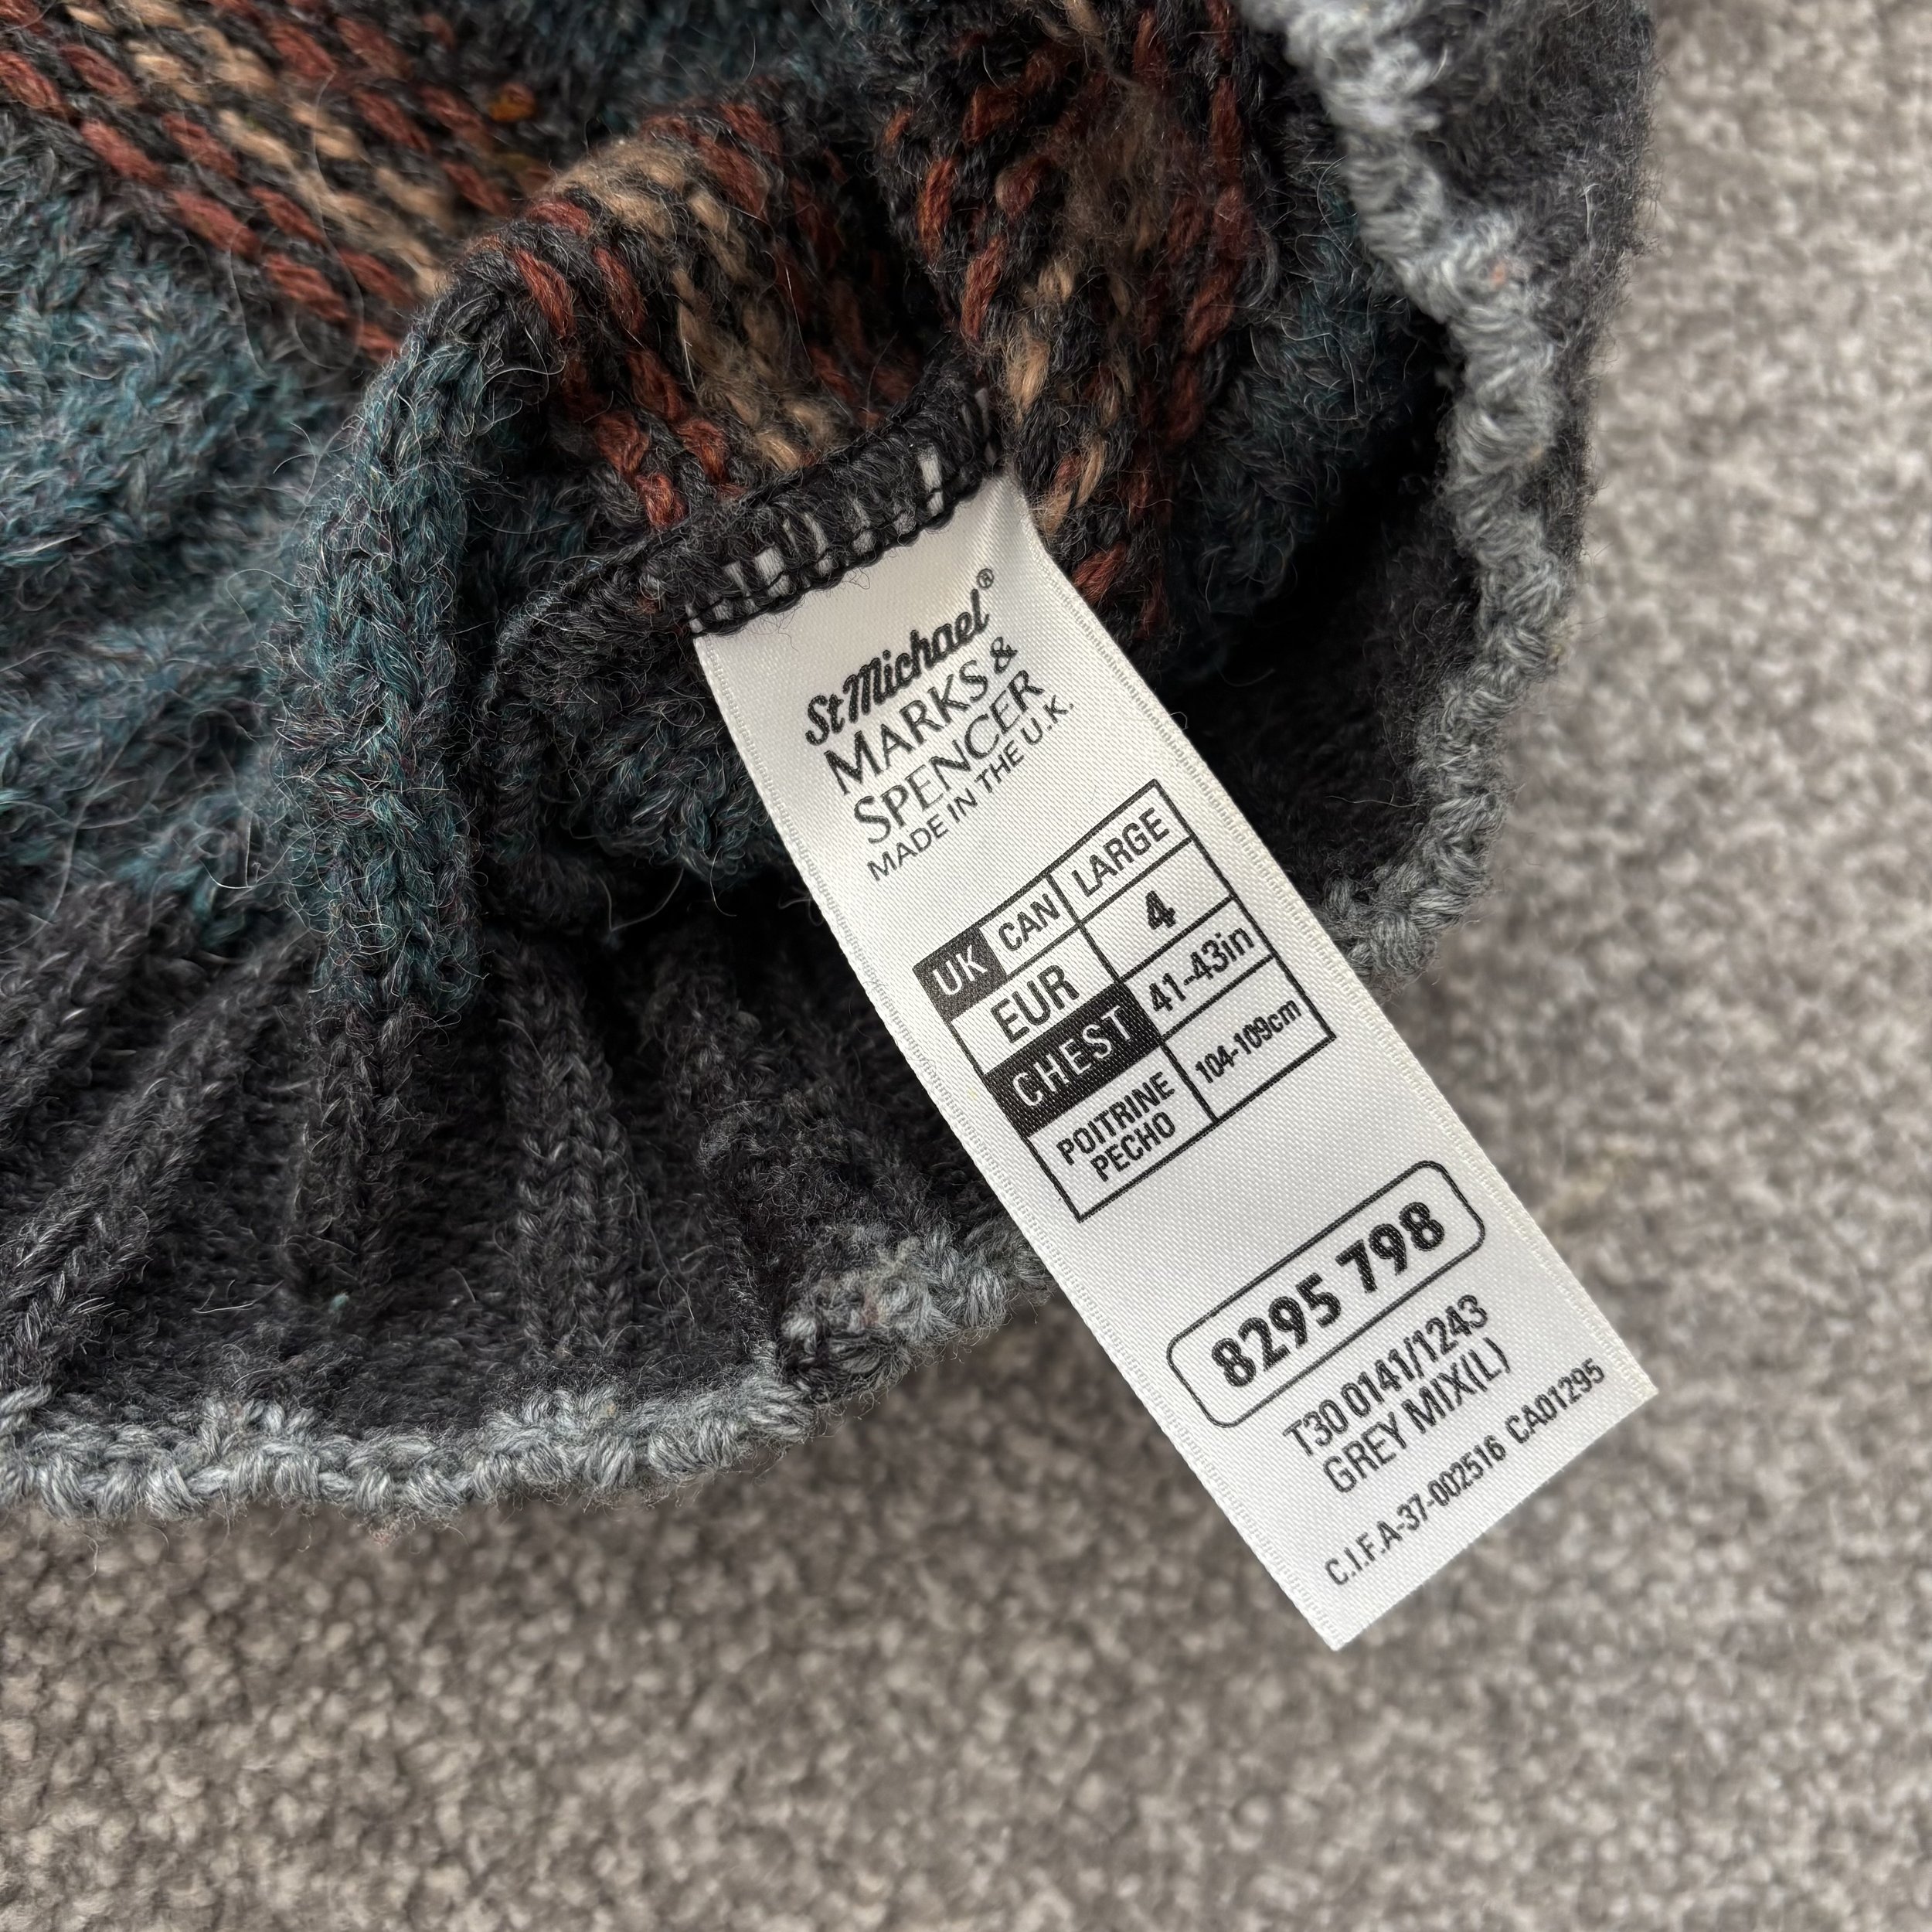 St Michael®
MARKS &
SPENCER
MADE IN THE U.K.
UK CAN LARGE
EUR 4
CHEST 41-43in
POITRINE
PECHO 104-109cm
8295 798
T30 0141/1243
GREY MIX(L)
C.I.F.A-37-002516 CA01295